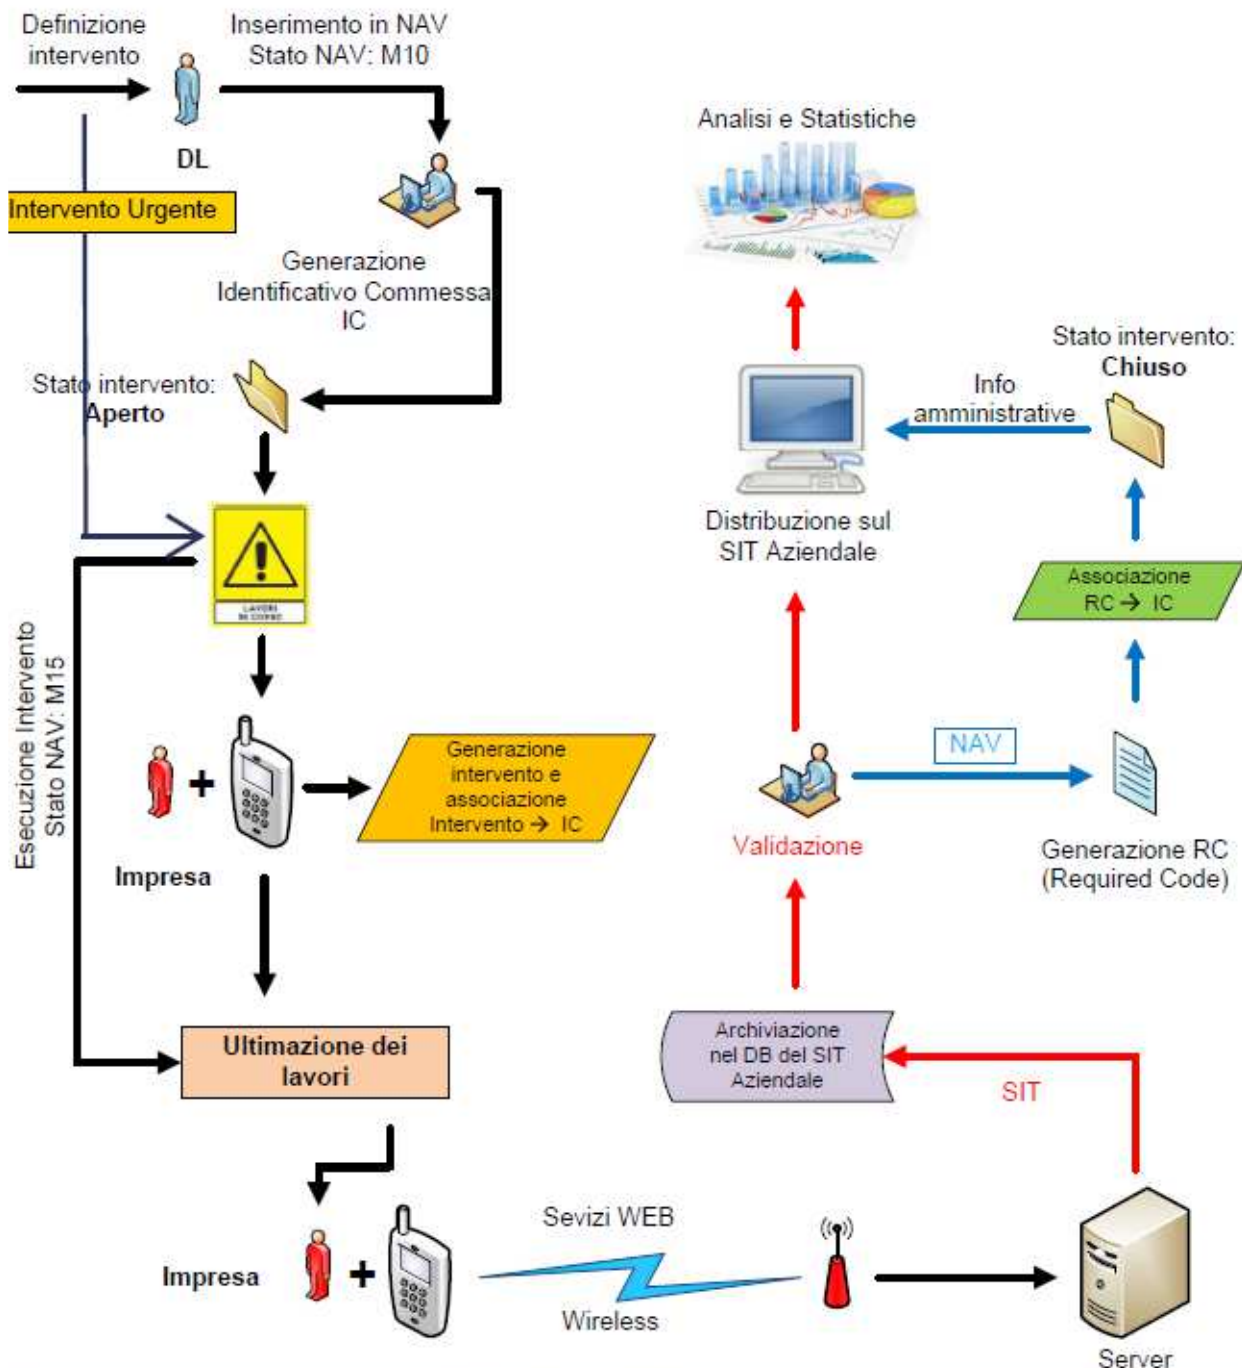 Definizione
intervento
Inserimento in NAV
Stato NAV: M10
DL
Intervento Urgente
Generazione
Identificativo Commessa
IC
Stato intervento:
Aperto
LAVORI
IN CORSO
Esecuzione Intervento
Stato NAV: M15
Generazione
intervento e
associazione
Intervento → IC
Impresa
Ultimazione dei
lavori
Impresa
Sevizi WEB
Wireless
Server
SIT
Archiviazione
nel DB del SIT
Aziendale
Validazione
NAV
Generazione RC
(Required Code)
Associazione
RC → IC
Stato intervento:
Chiuso
Info
amministrative
Distribuzione sul
SIT Aziendale
Analisi e Statistiche